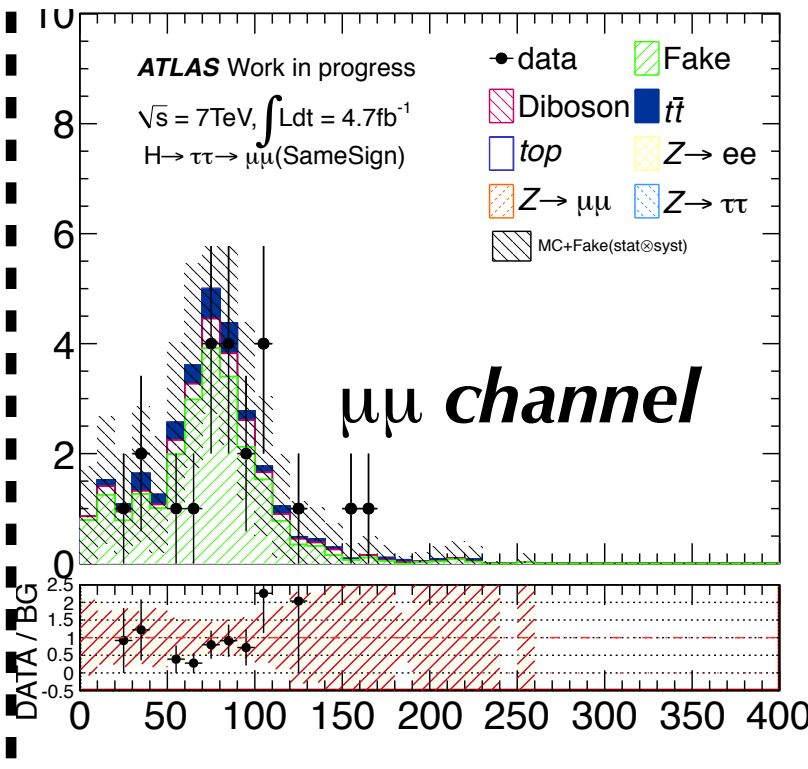 10
ATLAS Work in progress
data
Fake
√s = 7TeV, ∫Ldt = 4.7fb⁻¹
Diboson
tt̄
8
H→ ττ→ μμ(SameSign)
top
Z→ ee
Z→ μμ
Z→ ττ
6
MC+Fake(stat⊗syst)
4
μμ channel
2
0
DATA / BG
2.5
2
1.5
1
0.5
0
-0.5
0 50 100 150 200 250 300 350 400